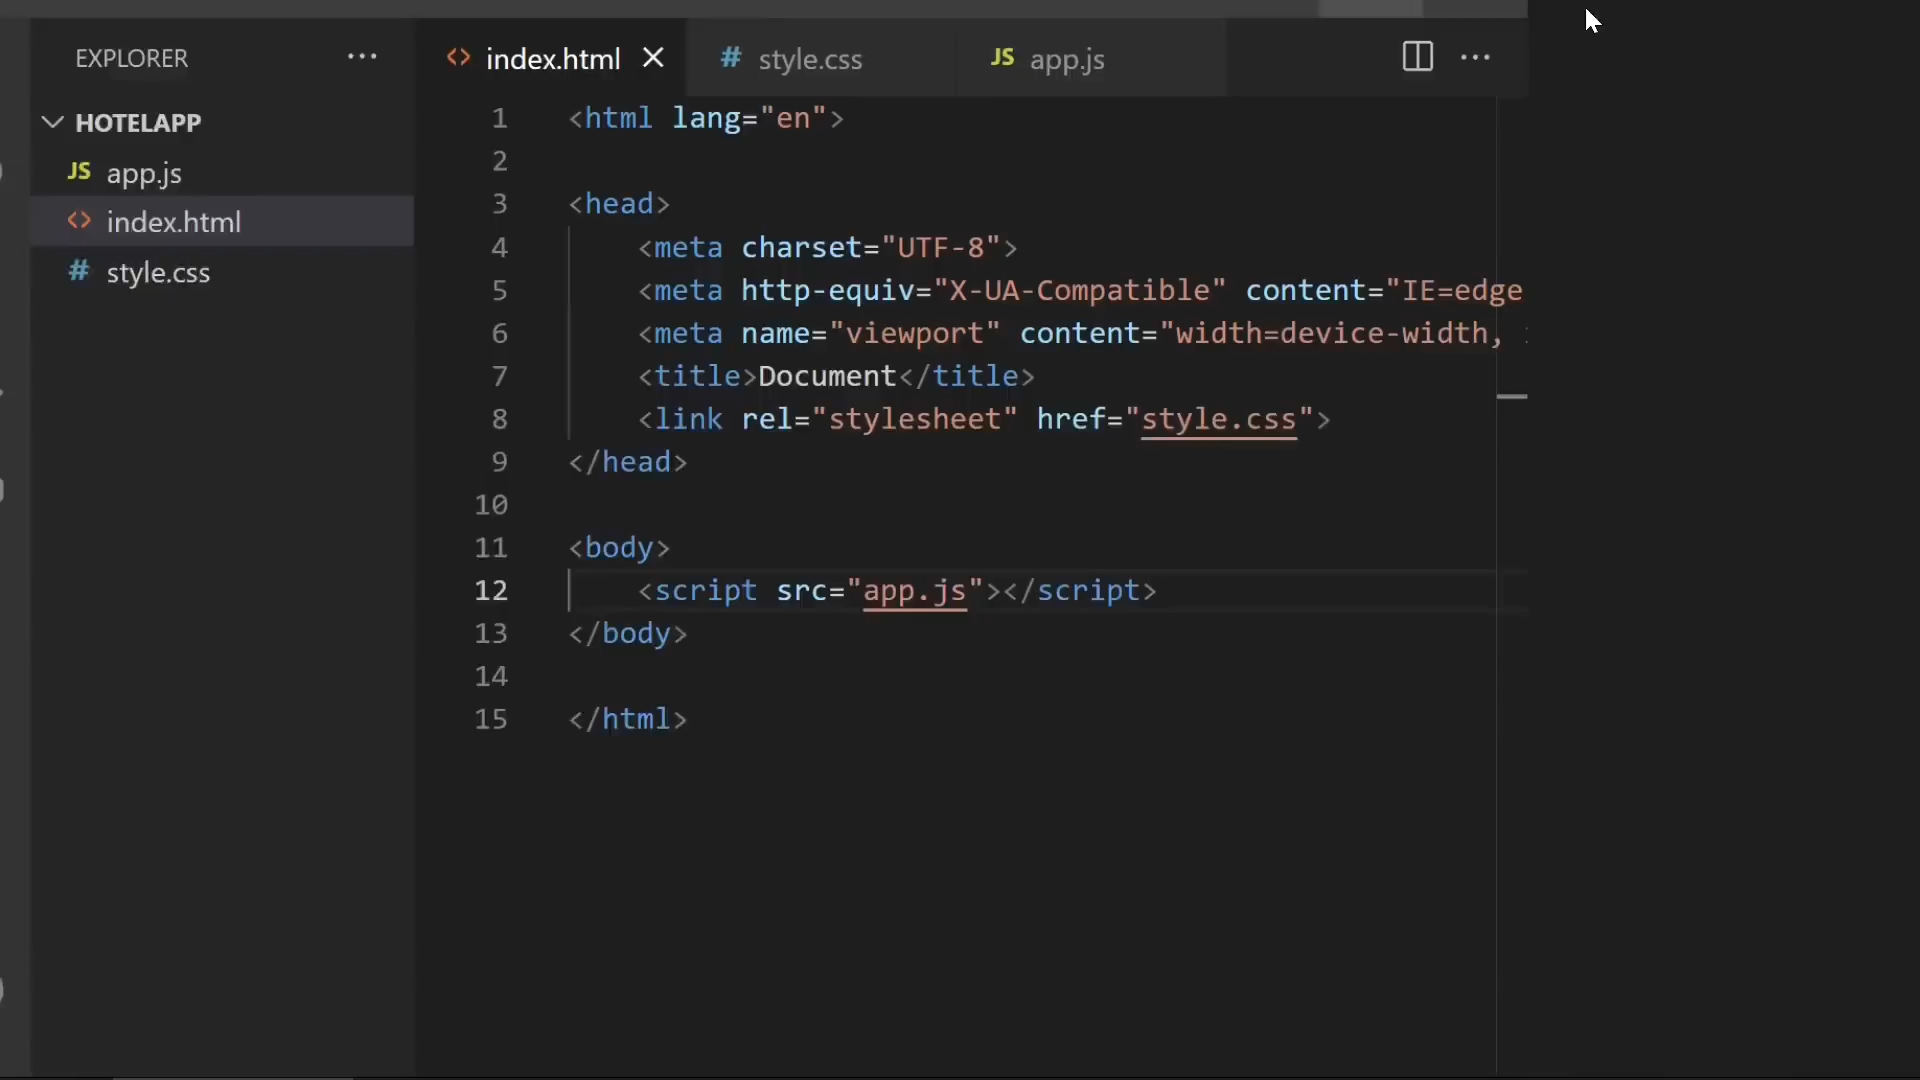 EXPLORER ...
HOTELAPP
JS app.js
<> index.html
# style.css
<> index.html
# style.css
JS app.js
1 <html lang="en">
2
3 <head>
4 <meta charset="UTF-8">
5 <meta http-equiv="X-UA-Compatible" content="IE=edge
6 <meta name="viewport" content="width=device-width,
7 <title>Document</title>
8 <link rel="stylesheet" href="style.css">
9 </head>
10
11 <body>
12 <script src="app.js"></script>
13 </body>
14
15 </html>